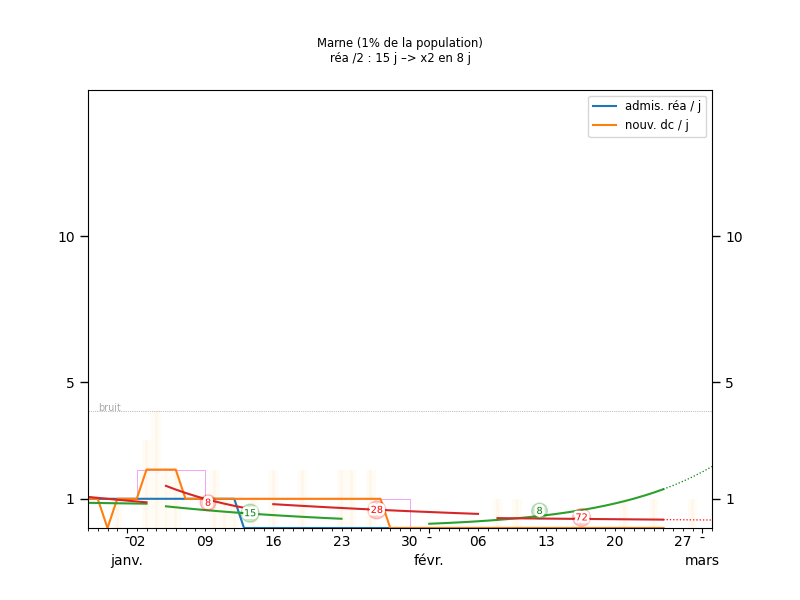 Marne (1% de la population)
réa /2 : 15 j –> x2 en 8 j
admis. réa / j
nouv. dc / j
10
10
5
5
bruit
1
1
8
15
28
8
72
02
09
16
23
30
06
13
20
27
janv.
févr.
mars